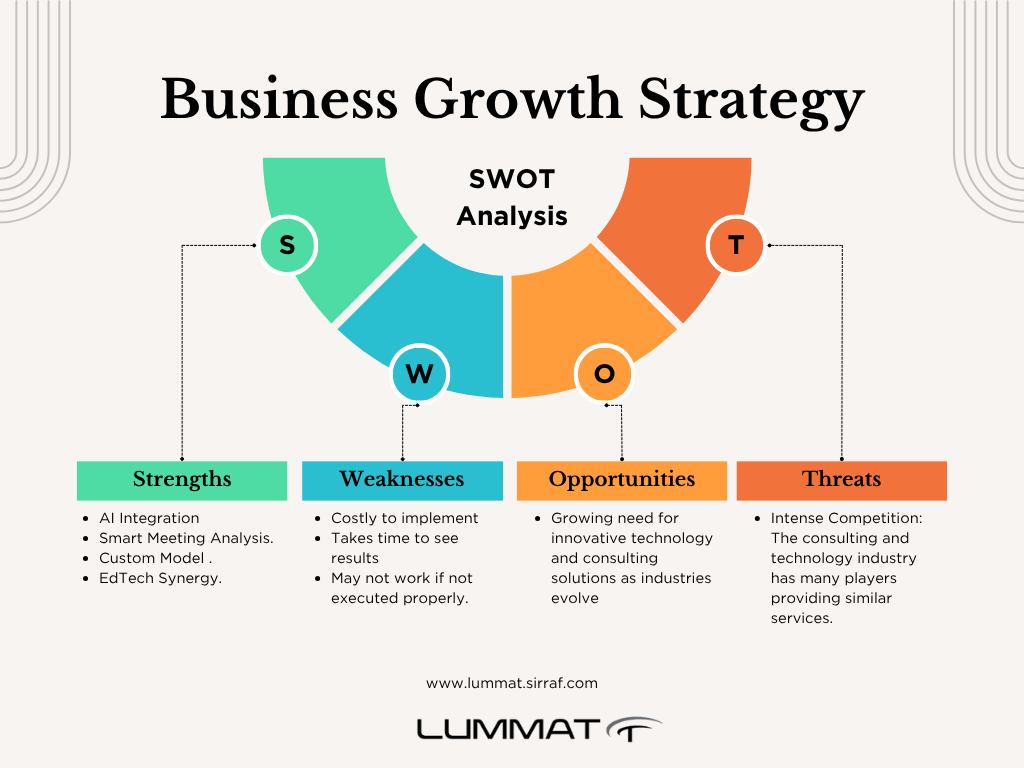 Business Growth Strategy
SWOT
Analysis
S
T
W
O
Strengths
• AI Integration
• Smart Meeting Analysis.
• Custom Model .
• EdTech Synergy.
Weaknesses
• Costly to implement
• Takes time to see
results
• May not work if not
executed properly.
Opportunities
• Growing need for
innovative technology
and consulting
solutions as industries
evolve
Threats
• Intense Competition:
The consulting and
technology industry
has many players
providing similar
services.
www.lummat.sirraf.com
LUMMAT